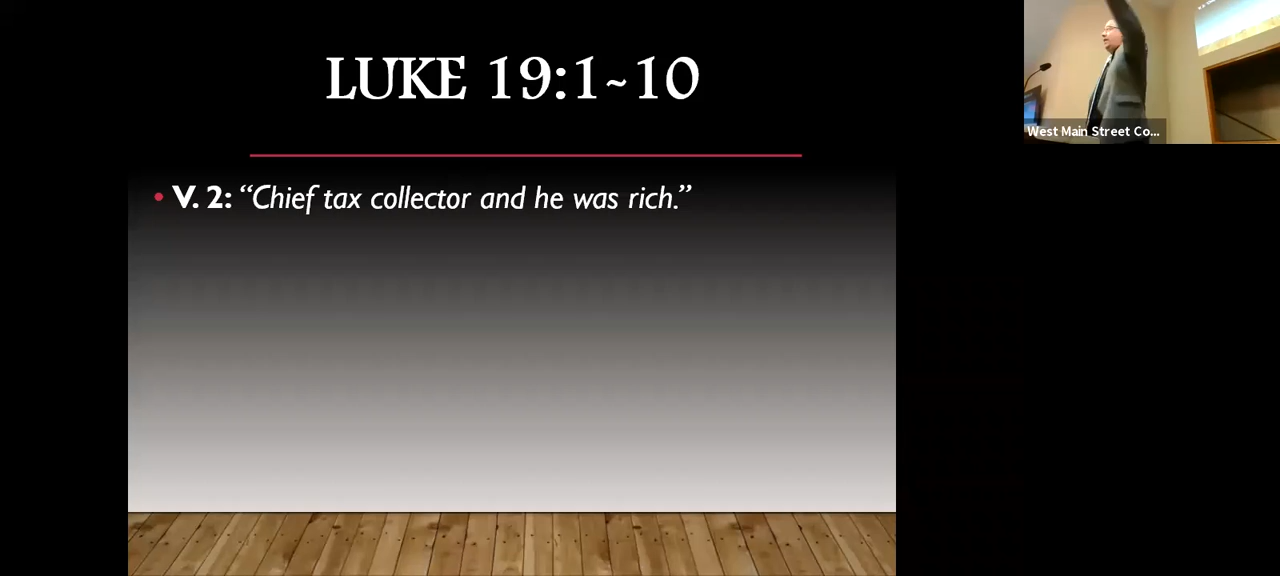 LUKE 19:1~10
• V. 2: “Chief tax collector and he was rich.”
West Main Street Co...